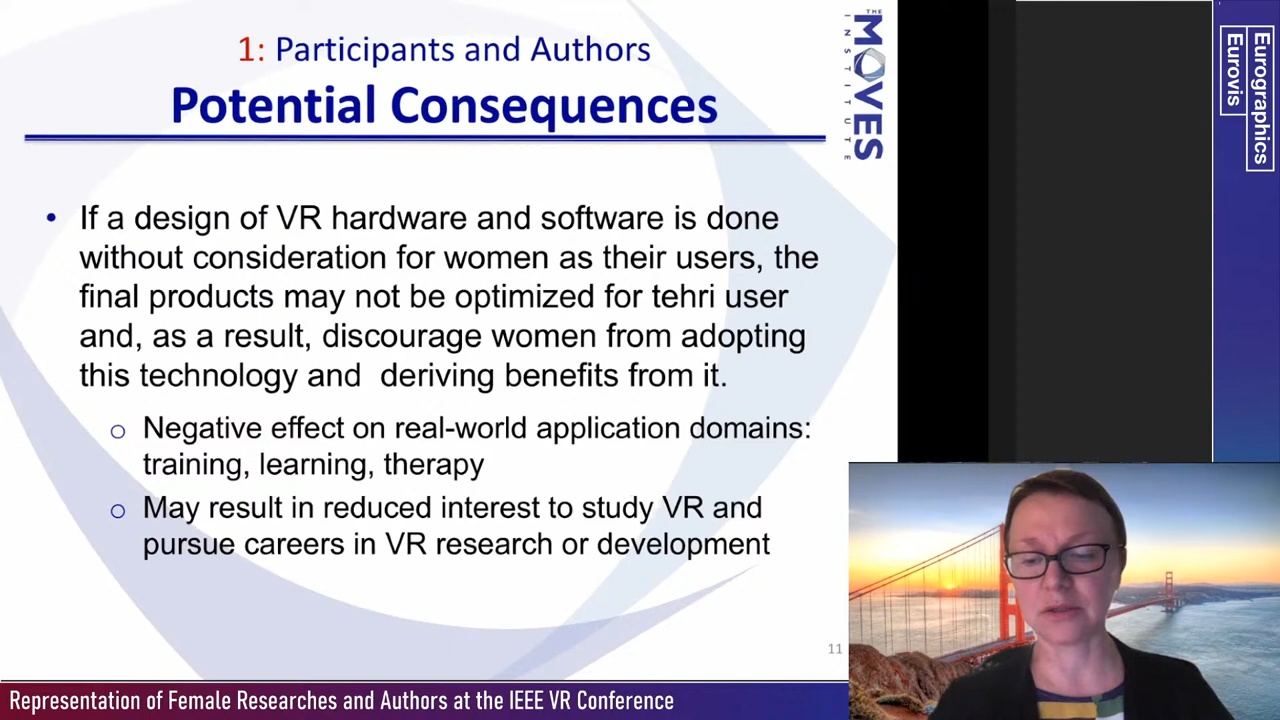 1: Participants and Authors
Potential Consequences
THE
MOVES
INSTITUTE
Eurographics
Eurovis
• If a design of VR hardware and software is done
without consideration for women as their users, the
final products may not be optimized for tehri user
and, as a result, discourage women from adopting
this technology and deriving benefits from it.
o Negative effect on real-world application domains:
training, learning, therapy
o May result in reduced interest to study VR and
pursue careers in VR research or development
11
Representation of Female Researches and Authors at the IEEE VR Conference